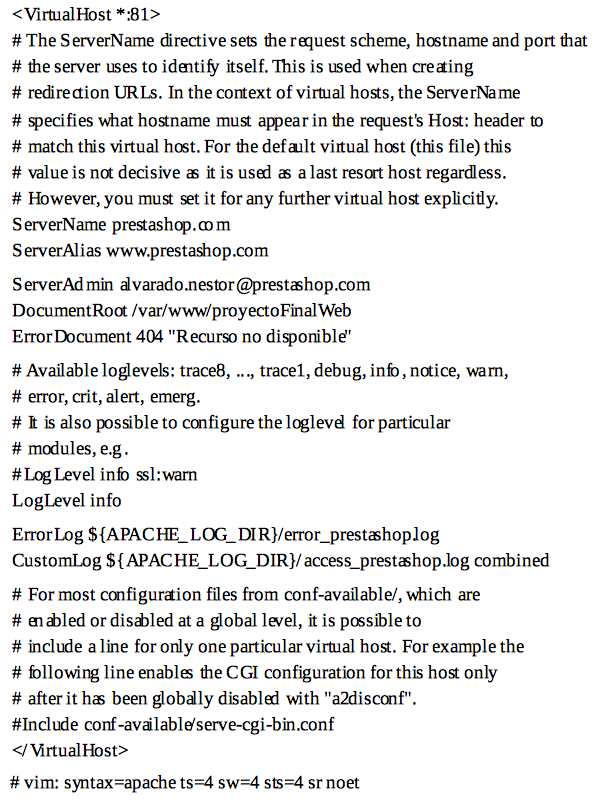 <VirtualHost *:81>
# The ServerName directive sets the request scheme, hostname and port that
# the server uses to identify itself. This is used when creating
# redirection URLs. In the context of virtual hosts, the ServerName
# specifies what hostname must appear in the request's Host: header to
# match this virtual host. For the default virtual host (this file) this
# value is not decisive as it is used as a last resort host regardless.
# However, you must set it for any further virtual host explicitly.
ServerName prestashop.com
ServerAlias www.prestashop.com
ServerAdmin alvarado.nestor@prestashop.com
DocumentRoot /var/www/proyectoFinalWeb
ErrorDocument 404 "Recurso no disponible"
# Available loglevels: trace8, ..., trace1, debug, info, notice, warn,
# error, crit, alert, emerg.
# It is also possible to configure the loglevel for particular
# modules, e.g.
#LogLevel info ssl:warn
LogLevel info
ErrorLog ${APACHE_LOG_DIR}/error_prestashop.log
CustomLog ${APACHE_LOG_DIR}/access_prestashop.log combined
# For most configuration files from conf-available/, which are
# enabled or disabled at a global level, it is possible to
# include a line for only one particular virtual host. For example the
# following line enables the CGI configuration for this host only
# after it has been globally disabled with "a2disconf".
#Include conf-available/serve-cgi-bin.conf
</VirtualHost>
# vim: syntax=apache ts=4 sw=4 sts=4 sr noet